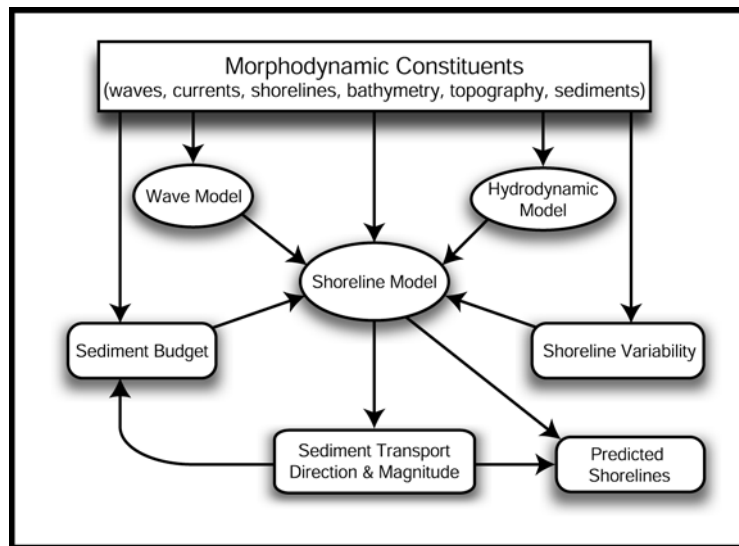 Morphodynamic Constituents
(waves, currents, shorelines, bathymetry, topography, sediments)
Wave Model
Hydrodynamic
Model
Shoreline Model
Sediment Budget
Shoreline Variability
Sediment Transport
Direction & Magnitude
Predicted
Shorelines